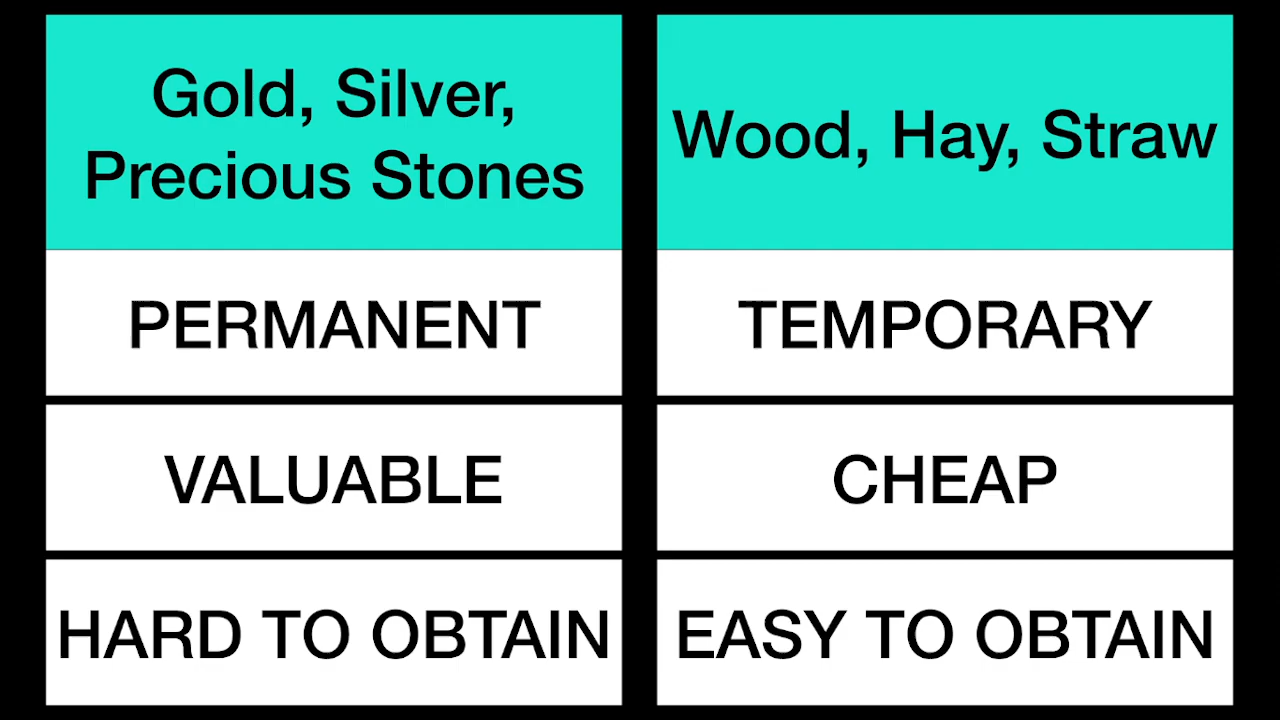 Gold, Silver,
Precious Stones
Wood, Hay, Straw
PERMANENT
TEMPORARY
VALUABLE
CHEAP
HARD TO OBTAIN
EASY TO OBTAIN